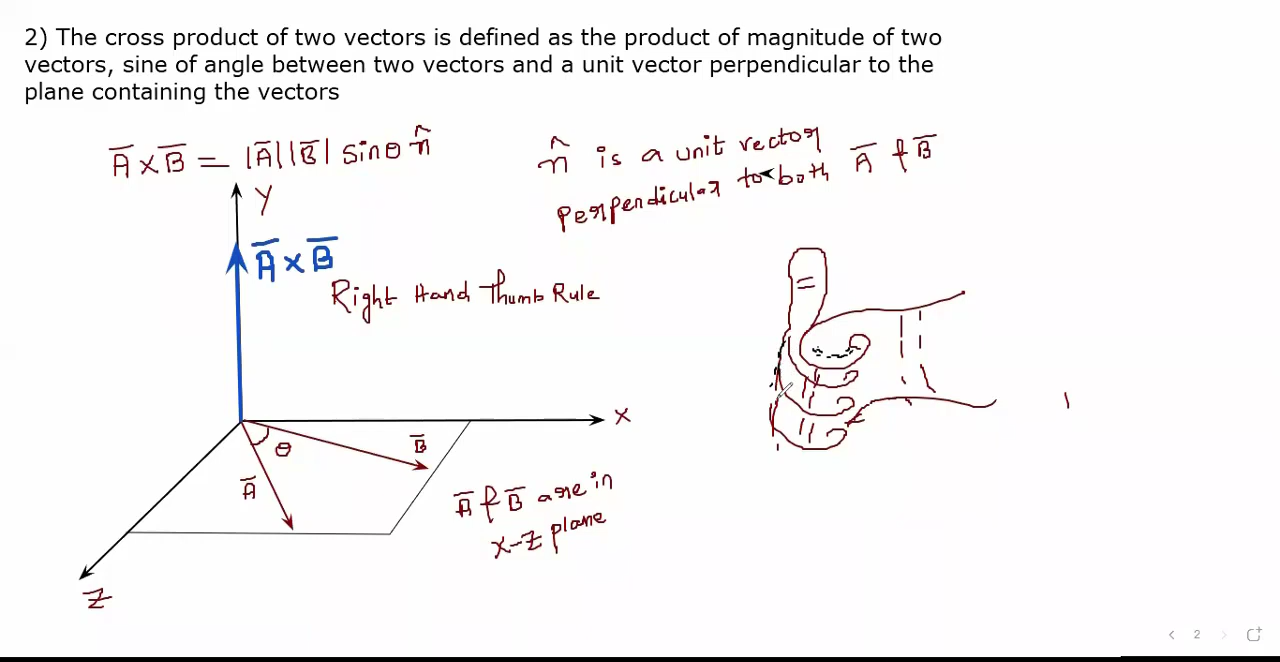 2) The cross product of two vectors is defined as the product of magnitude of two
vectors, sine of angle between two vectors and a unit vector perpendicular to the
plane containing the vectors
A̅ × B̅ = |A̅||B̅| sinθ n̂
n̂ is a unit vector
perpendicular to both A̅ & B̅
Y
A̅ × B̅
Right Hand Thumb Rule
X
θ
B̅
A̅
A̅ & B̅ are in
X-Z plane
Z
2